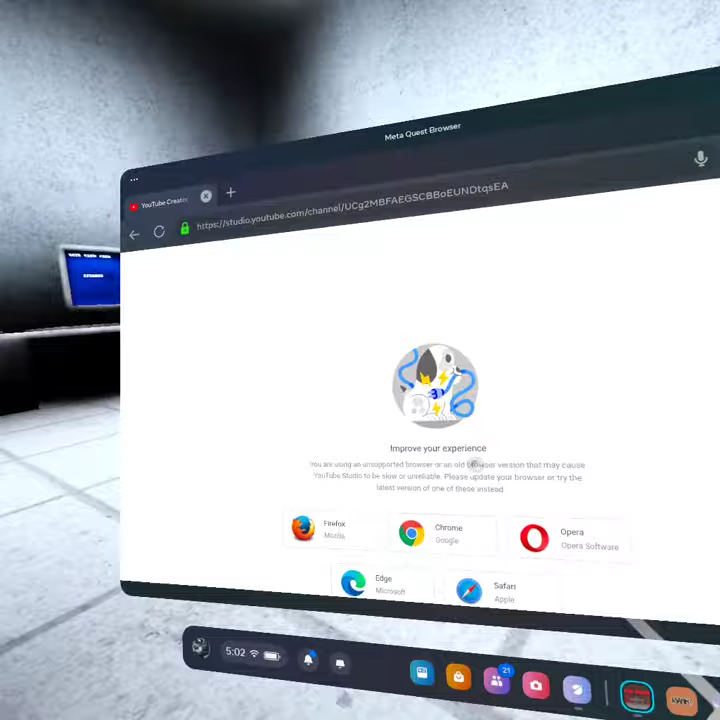 Meta Quest Browser
YouTube Creator
https://studio.youtube.com/channel/UCg2MBFAEGSCBBoEUNDtqsEA
Improve your experience
You are using an unsupported browser or an old browser version that may cause
YouTube Studio to be slow or unreliable. Please update your browser or try the
latest version of one of these instead.
Firefox
Mozilla
Chrome
Google
Opera
Opera Software
Edge
Microsoft
Safari
Apple
5:02
21